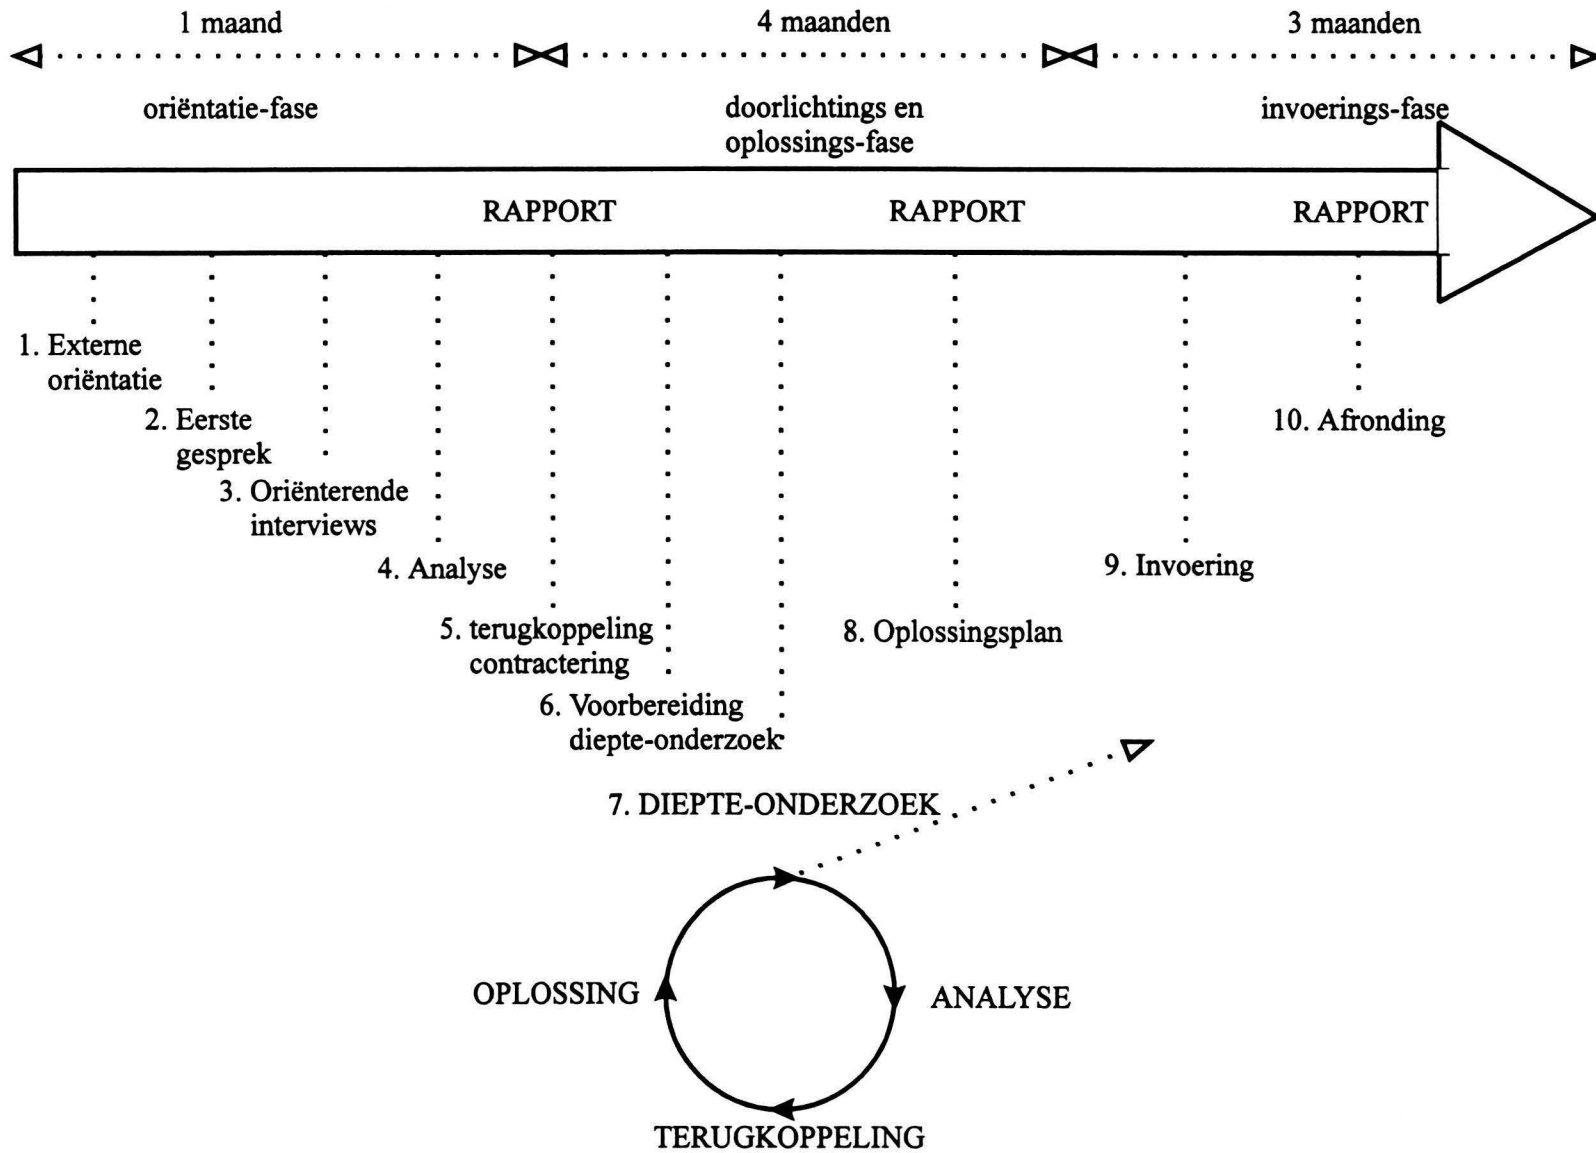 1 maand
4 maanden
3 maanden
oriëntatie-fase
doorlichtings en
oplossings-fase
invoerings-fase
RAPPORT
RAPPORT
RAPPORT
1. Externe
oriëntatie
2. Eerste
gesprek
3. Oriënterende
interviews
4. Analyse
5. terugkoppeling
contractering
6. Voorbereiding
diepte-onderzoek
7. DIEPTE-ONDERZOEK
8. Oplossingsplan
9. Invoering
10. Afronding
OPLOSSING
ANALYSE
TERUGKOPPELING